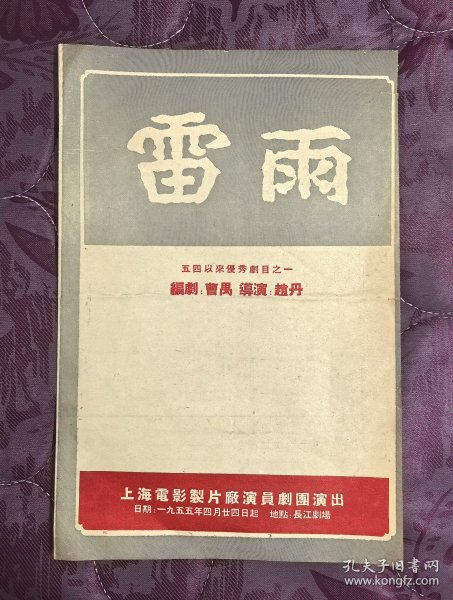 雷雨
五四以來優秀劇目之一
編劇:曹禺 導演:趙丹
上海電影製片廠演員劇團演出
日期:一九五五年四月廿四日起 地點:長江劇場
孔夫子旧书网
www.kongfz.com